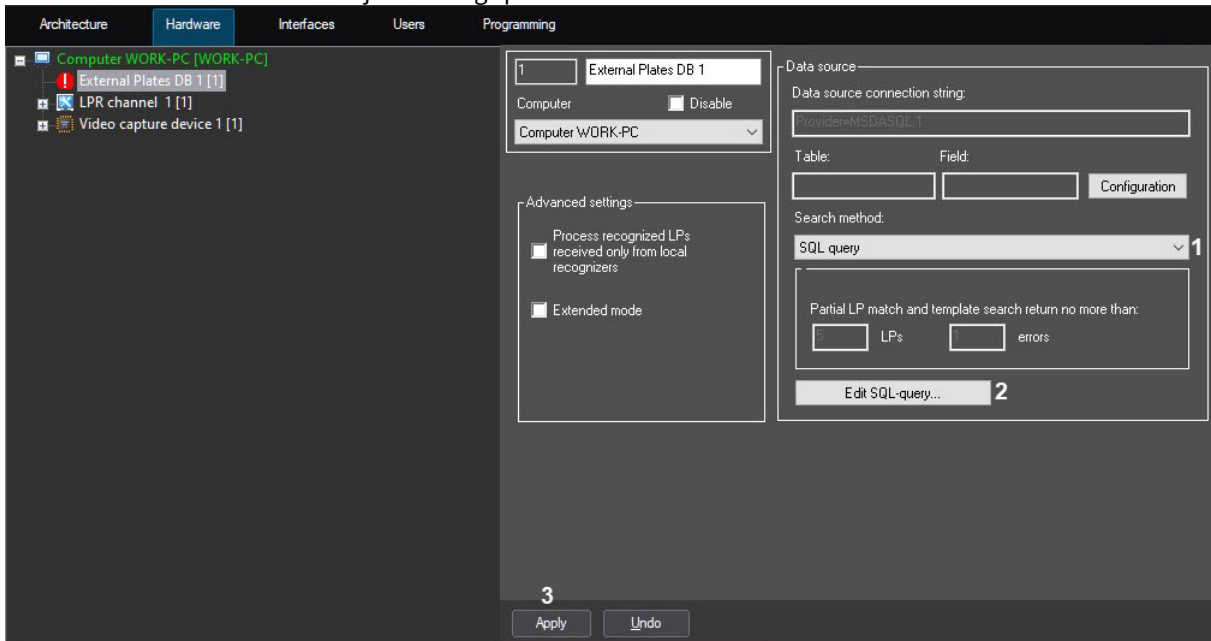 Architecture Hardware Interfaces Users Programming
Computer WORK-PC [WORK-PC]
External Plates DB 1 [1]
LPR channel 1 [1]
Video capture device 1 [1]
1 External Plates DB 1
Computer Disable
Computer WORK-PC
Advanced settings
Process recognized LPs
received only from local
recognizers
Extended mode
Data source
Data source connection string:
Provider=MSDASQL.1
Table: Field:
Configuration
Search method:
SQL query 1
Partial LP match and template search return no more than:
5 LPs 1 errors
Edit SQL-query... 2
3
Apply Undo